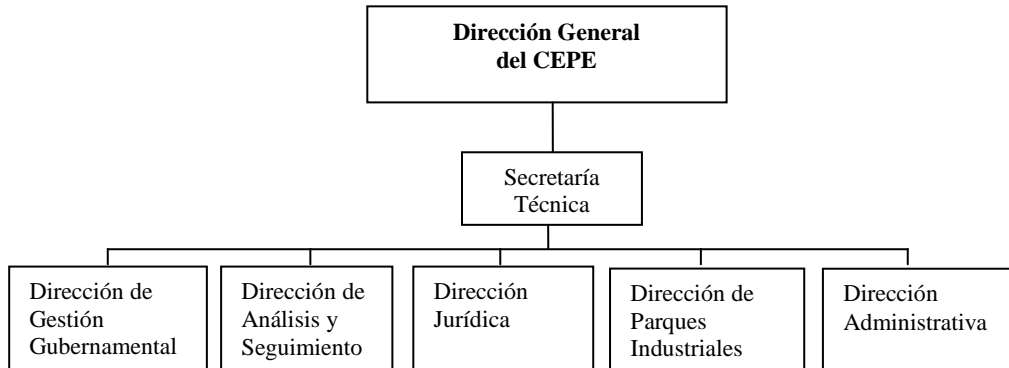 Dirección General
del CEPE
Secretaría
Técnica
Dirección de
Gestión
Gubernamental
Dirección de
Análisis y
Seguimiento
Dirección
Jurídica
Dirección de
Parques
Industriales
Dirección
Administrativa